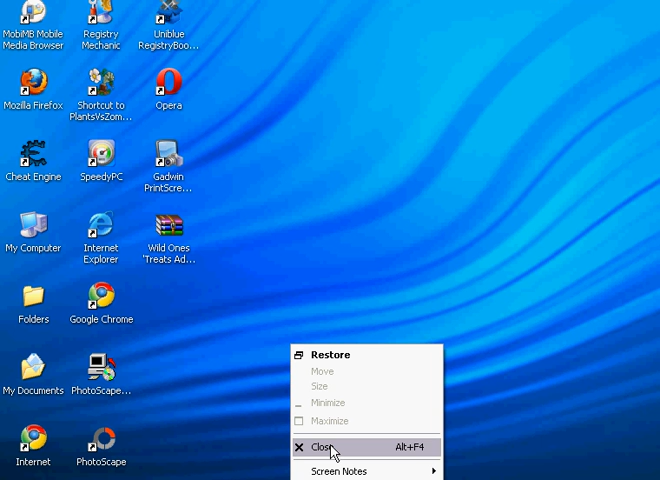 MobiMB Mobile
Media Browser
Registry
Mechanic
Uniblue
RegistryBoo...
Mozilla Firefox
Shortcut to
PlantsVsZom...
Opera
Cheat Engine
SpeedyPC
Gadwin
PrintScre...
My Computer
Internet
Explorer
Wild Ones
'Treats Ad...
Folders
Google Chrome
My Documents
PhotoScape...
Internet
PhotoScape
Restore
Move
Size
Minimize
Maximize
Close Alt+F4
Screen Notes